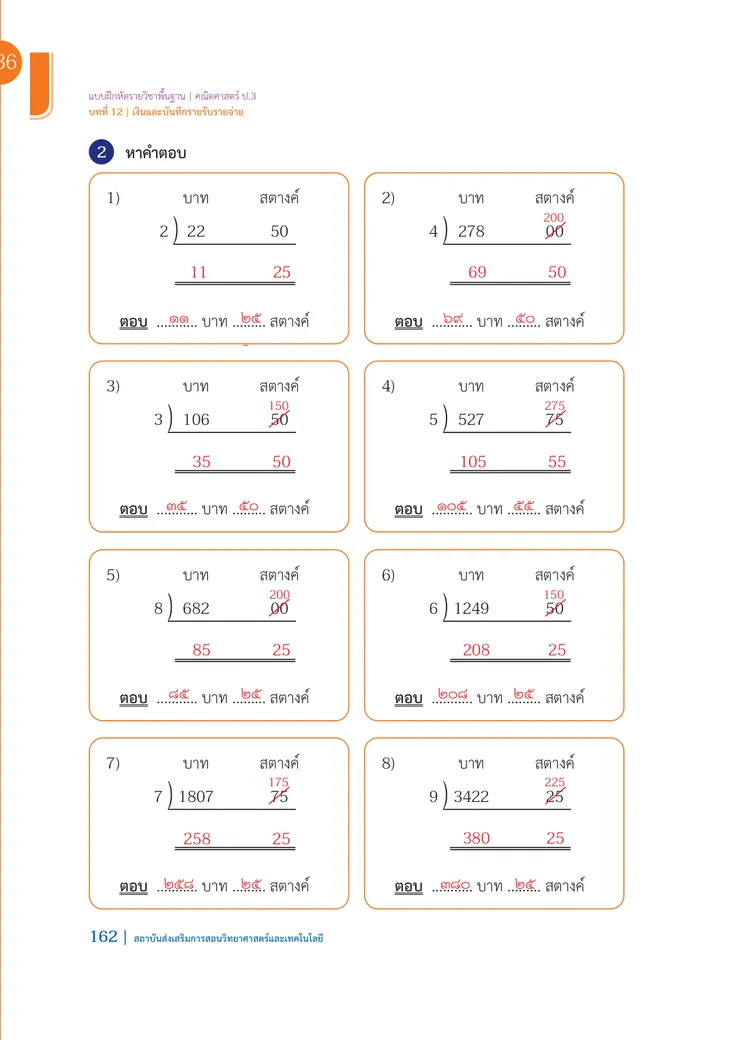 36
แบบฝึกหัดรายวิชาพื้นฐาน | คณิตศาสตร์ ป.3
บทที่ 12 | เงินและบันทึกรายรับรายจ่าย
2 หาคำตอบ
1) บาท สตางค์
2 ) 22 50
11 25
ตอบ ...๑๑... บาท ...๒๕... สตางค์
2) บาท สตางค์
200
4 ) 278 00
69 50
ตอบ ...๖๙... บาท ...๕๐... สตางค์
3) บาท สตางค์
150
3 ) 106 50
35 50
ตอบ ...๓๕... บาท ...๕๐... สตางค์
4) บาท สตางค์
275
5 ) 527 75
105 55
ตอบ ...๑๐๕... บาท ...๕๕... สตางค์
5) บาท สตางค์
200
8 ) 682 00
85 25
ตอบ ...๘๕... บาท ...๒๕... สตางค์
6) บาท สตางค์
150
6 ) 1249 50
208 25
ตอบ ...๒๐๘... บาท ...๒๕... สตางค์
7) บาท สตางค์
175
7 ) 1807 75
258 25
ตอบ ...๒๕๘... บาท ...๒๕... สตางค์
8) บาท สตางค์
225
9 ) 3422 25
380 25
ตอบ ...๓๘๐... บาท ...๒๕... สตางค์
162 | สถาบันส่งเสริมการสอนวิทยาศาสตร์และเทคโนโลยี